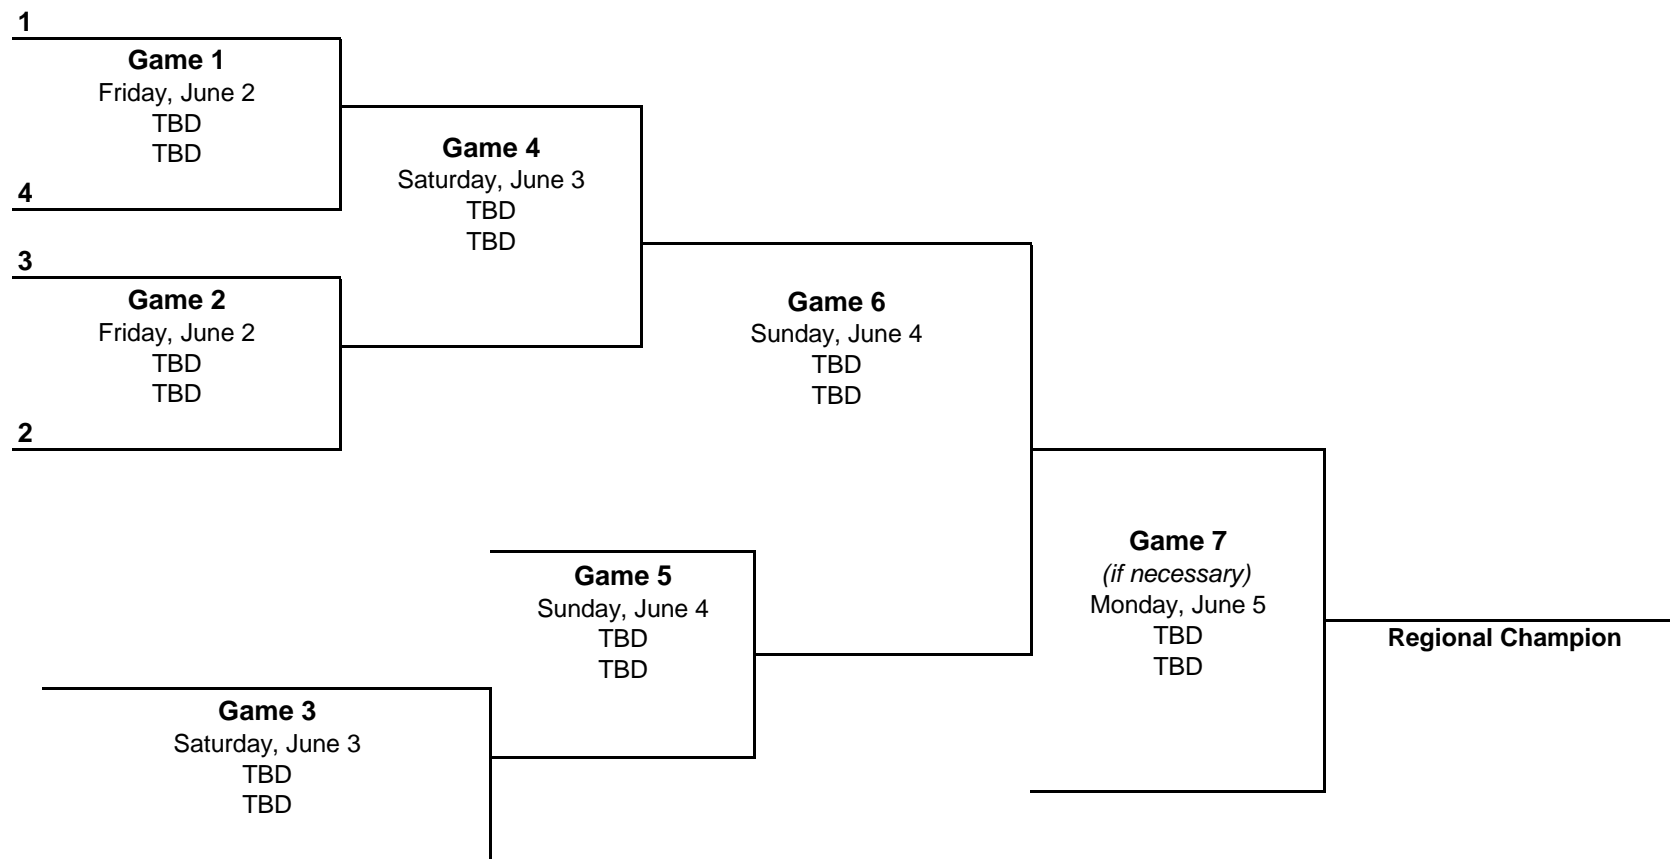 1
Game 1
Friday, June 2
TBD
TBD
4
3
Game 2
Friday, June 2
TBD
TBD
2
Game 4
Saturday, June 3
TBD
TBD
Game 6
Sunday, June 4
TBD
TBD
Game 5
Sunday, June 4
TBD
TBD
Game 3
Saturday, June 3
TBD
TBD
Game 7
(if necessary)
Monday, June 5
TBD
TBD
Regional Champion